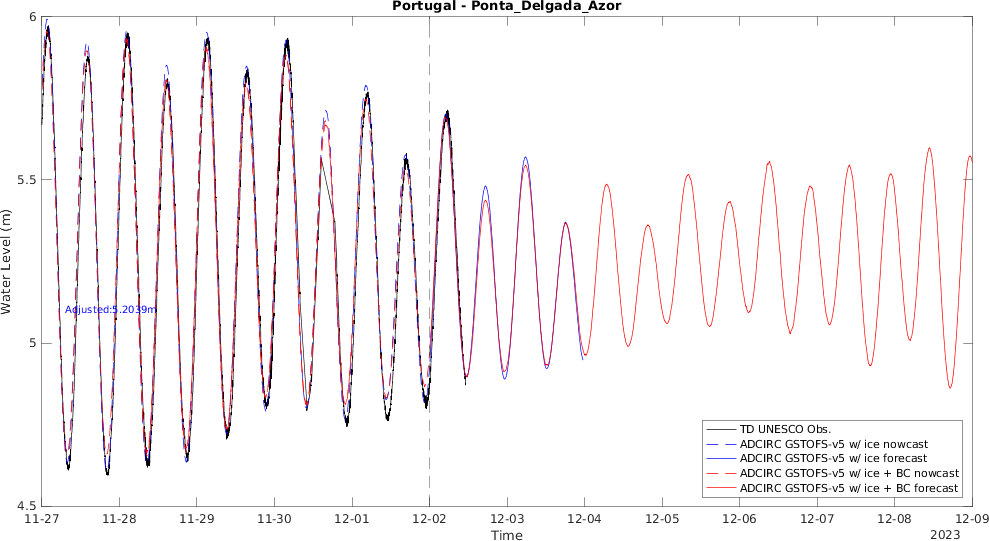 Portugal - Ponta_Delgada_Azor
6
5.5
5
4.5
Water Level (m)
Adjusted:5.2039m
TD UNESCO Obs.
ADCIRC GSTOFS-v5 w/ ice nowcast
ADCIRC GSTOFS-v5 w/ ice forecast
ADCIRC GSTOFS-v5 w/ ice + BC nowcast
ADCIRC GSTOFS-v5 w/ ice + BC forecast
11-27 11-28 11-29 11-30 12-01 12-02 12-03 12-04 12-05 12-06 12-07 12-08 12-09
Time
2023